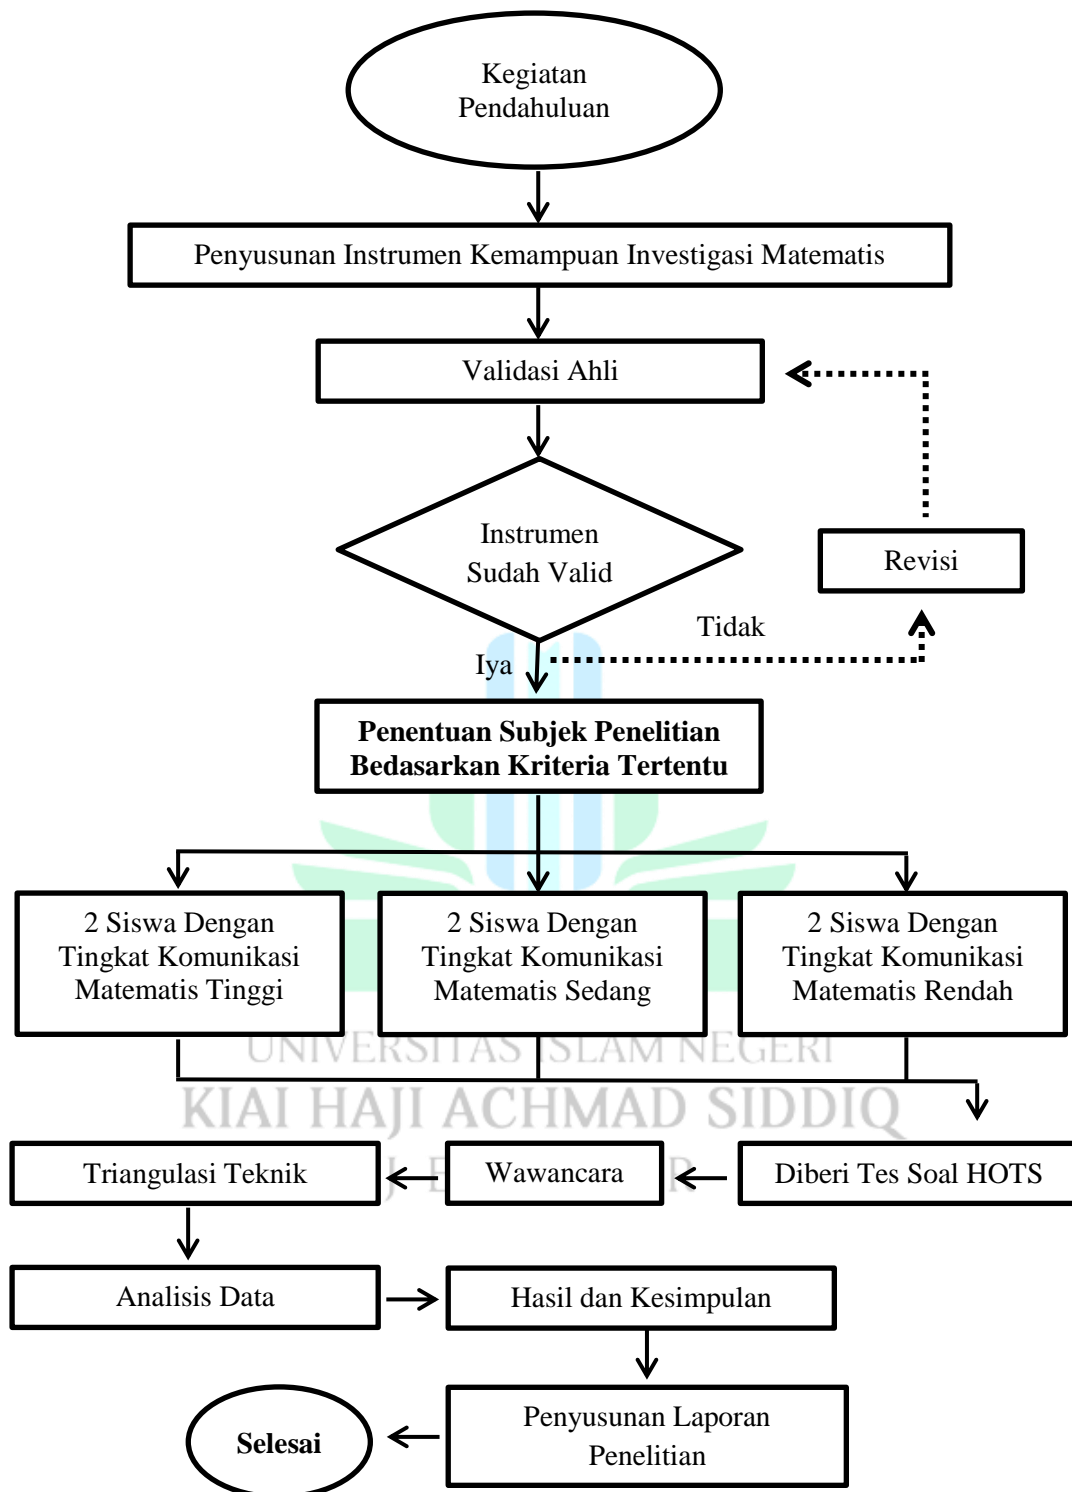 Kegiatan
Pendahuluan
Penyusunan Instrumen Kemampuan Investigasi Matematis
Validasi Ahli
Instrumen
Sudah Valid
Revisi
Tidak
Iya
Penentuan Subjek Penelitian
Bedasarkan Kriteria Tertentu
2 Siswa Dengan
Tingkat Komunikasi
Matematis Tinggi
2 Siswa Dengan
Tingkat Komunikasi
Matematis Sedang
2 Siswa Dengan
Tingkat Komunikasi
Matematis Rendah
UNIVERSITAS ISLAM NEGERI
KIAI HAJI ACHMAD SIDDIQ
Triangulasi Teknik
Wawancara
Diberi Tes Soal HOTS
Analisis Data
Hasil dan Kesimpulan
Penyusunan Laporan
Penelitian
Selesai